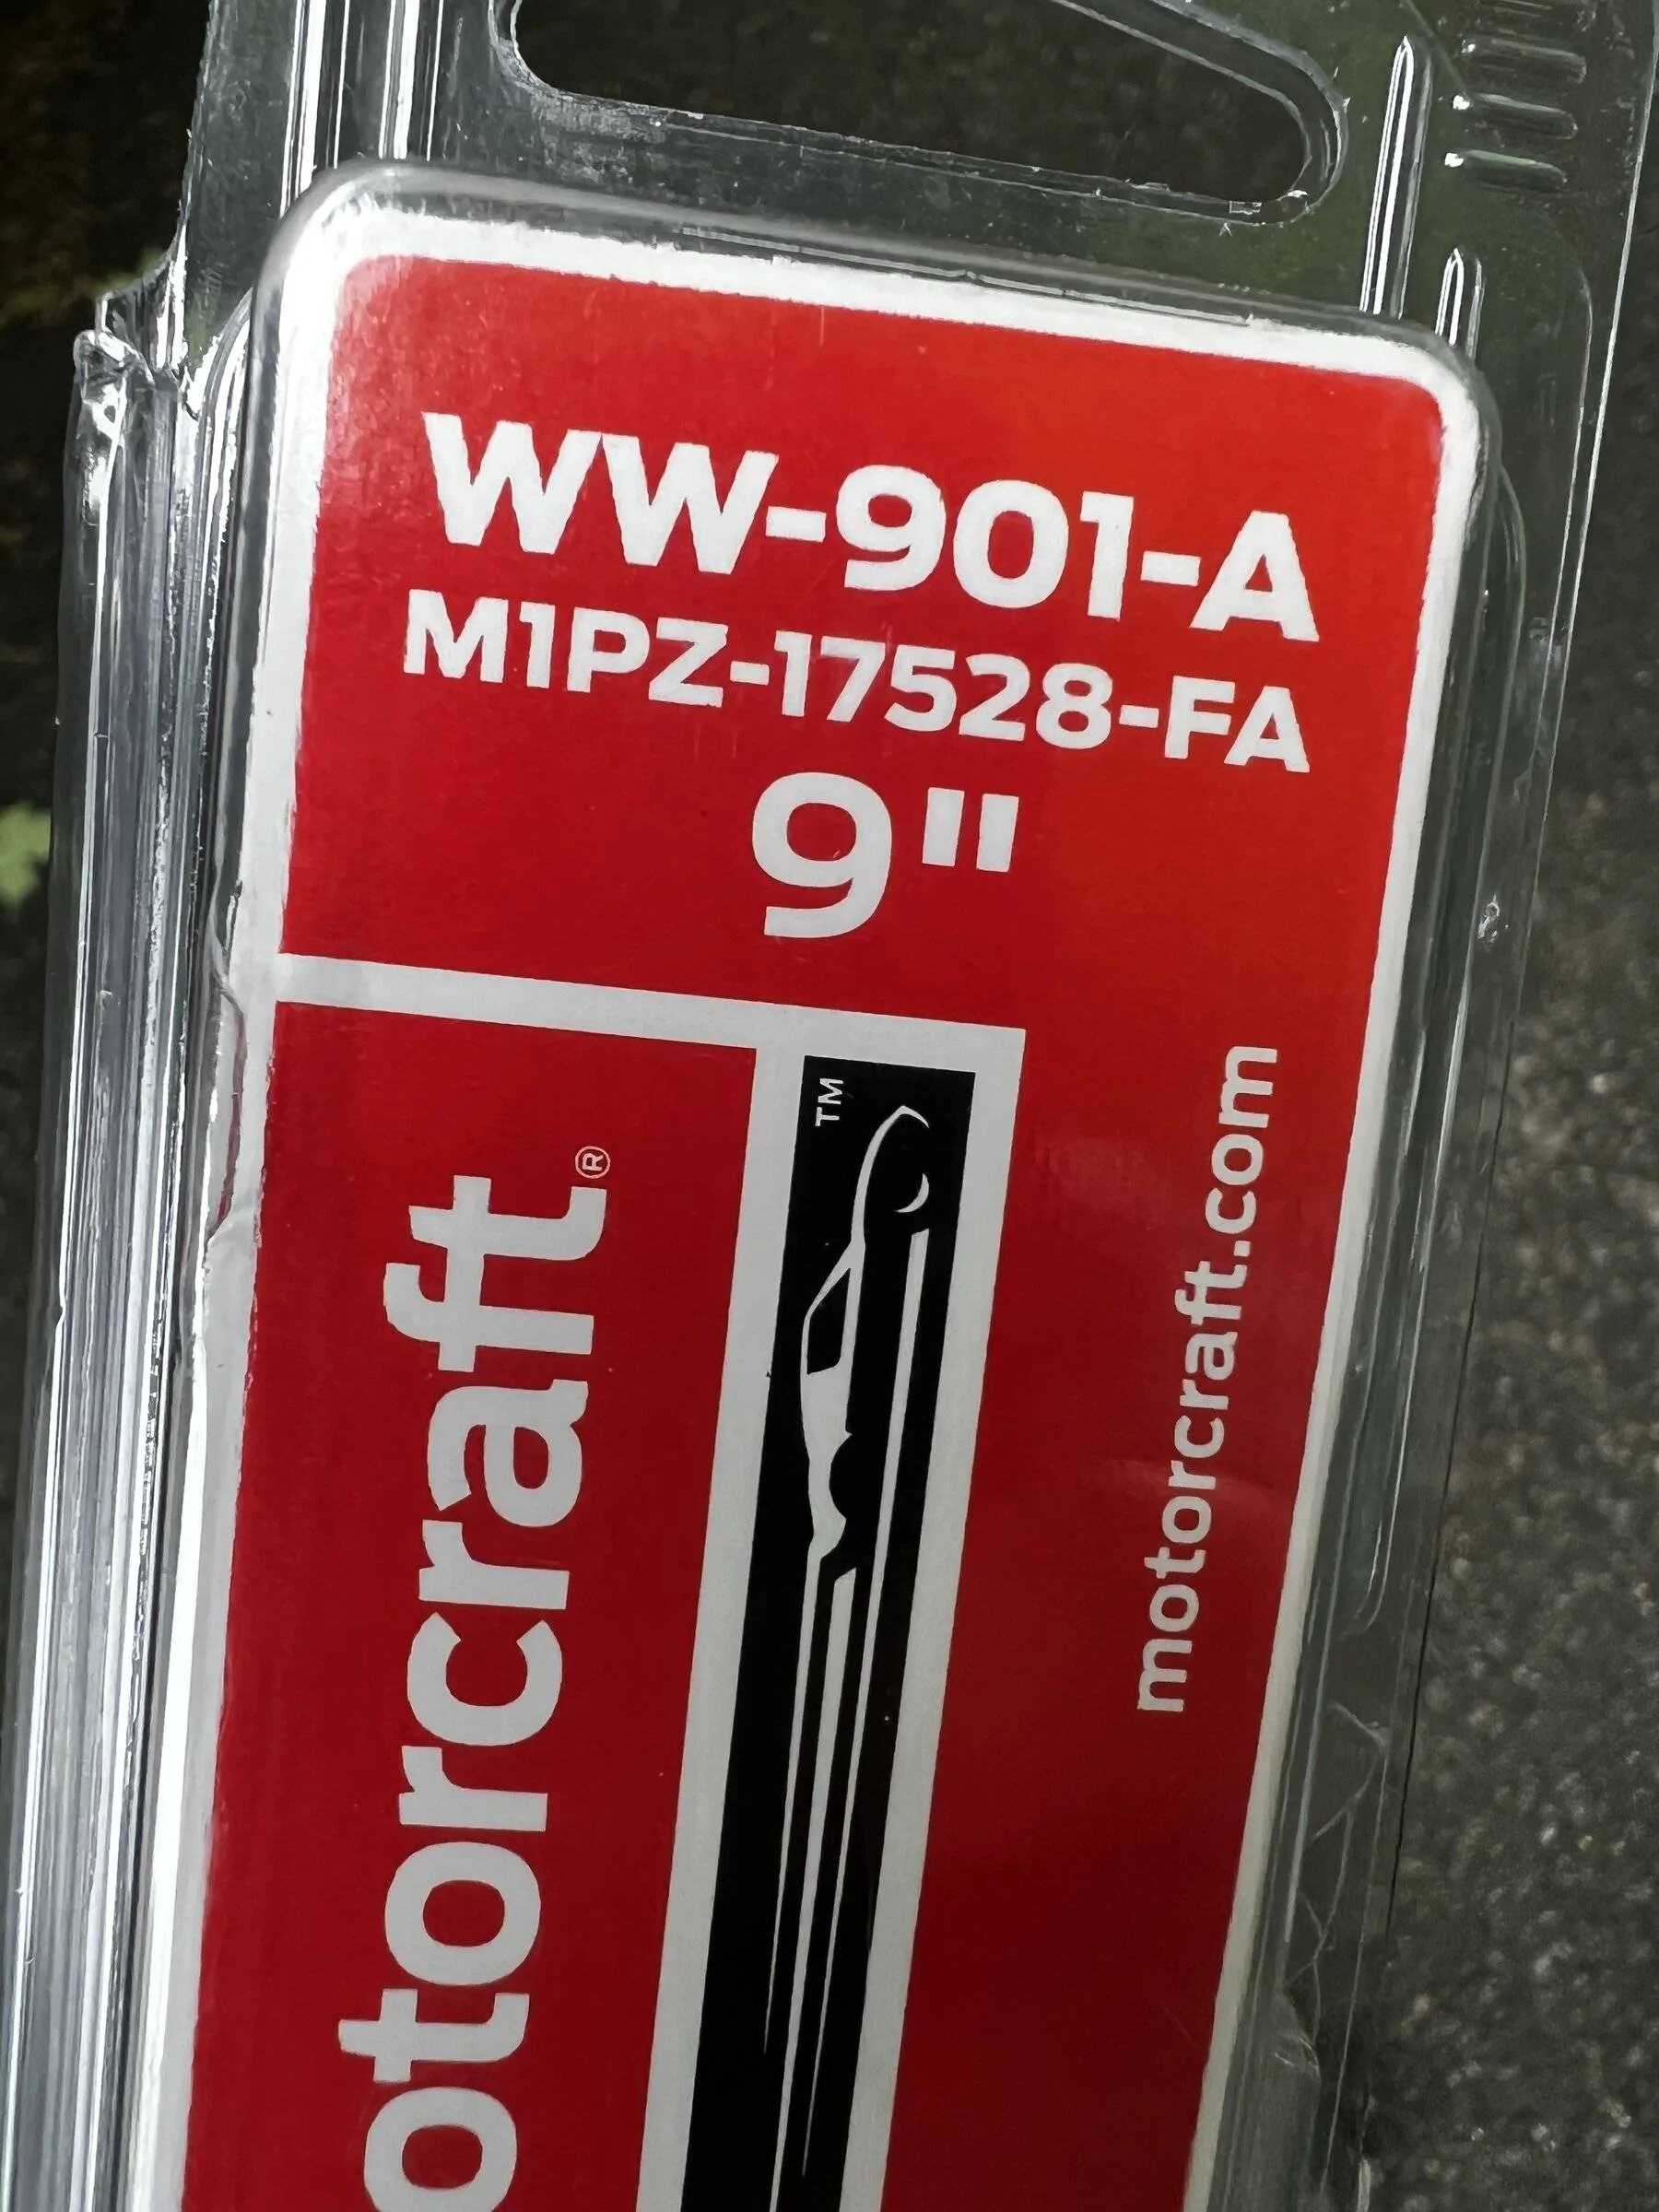 WW-901-A
M1PZ-17528-FA
9"
otorcraft®
TM
motorcraft.com